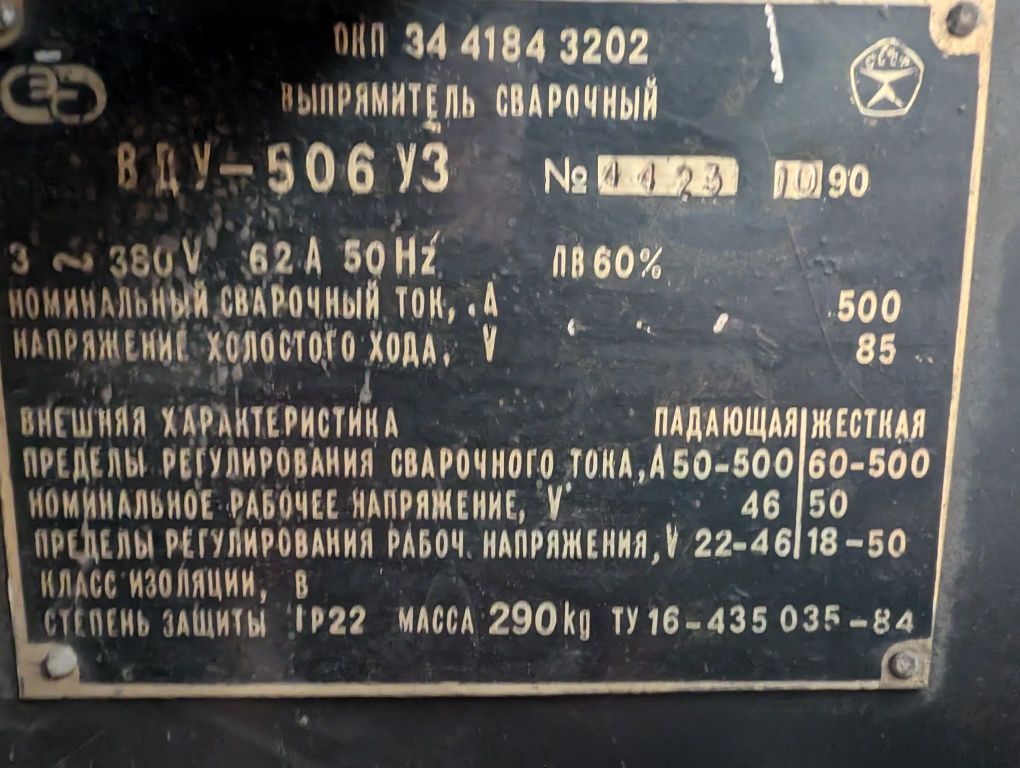 ОКП 34 4184 3202
СССР
ВЫПРЯМИТЕЛЬ СВАРОЧНЫЙ
ВДУ-506 У3 № 4423 10 90
3 ~ 380 V 62 A 50 Hz ПВ 60%
НОМИНАЛЬНЫЙ СВАРОЧНЫЙ ТОК, А 500
НАПРЯЖЕНИЕ ХОЛОСТОГО ХОДА, V 85
ВНЕШНЯЯ ХАРАКТЕРИСТИКА ПАДАЮЩАЯ ЖЕСТКАЯ
ПРЕДЕЛЫ РЕГУЛИРОВАНИЯ СВАРОЧНОГО ТОКА, А 50-500 60-500
НОМИНАЛЬНОЕ РАБОЧЕЕ НАПРЯЖЕНИЕ, V 46 50
ПРЕДЕЛЫ РЕГУЛИРОВАНИЯ РАБОЧ. НАПРЯЖЕНИЯ, V 22-46 18-50
КЛАСС ИЗОЛЯЦИИ, В
СТЕПЕНЬ ЗАЩИТЫ IP22 МАССА 290 kg ТУ 16-435 035-84